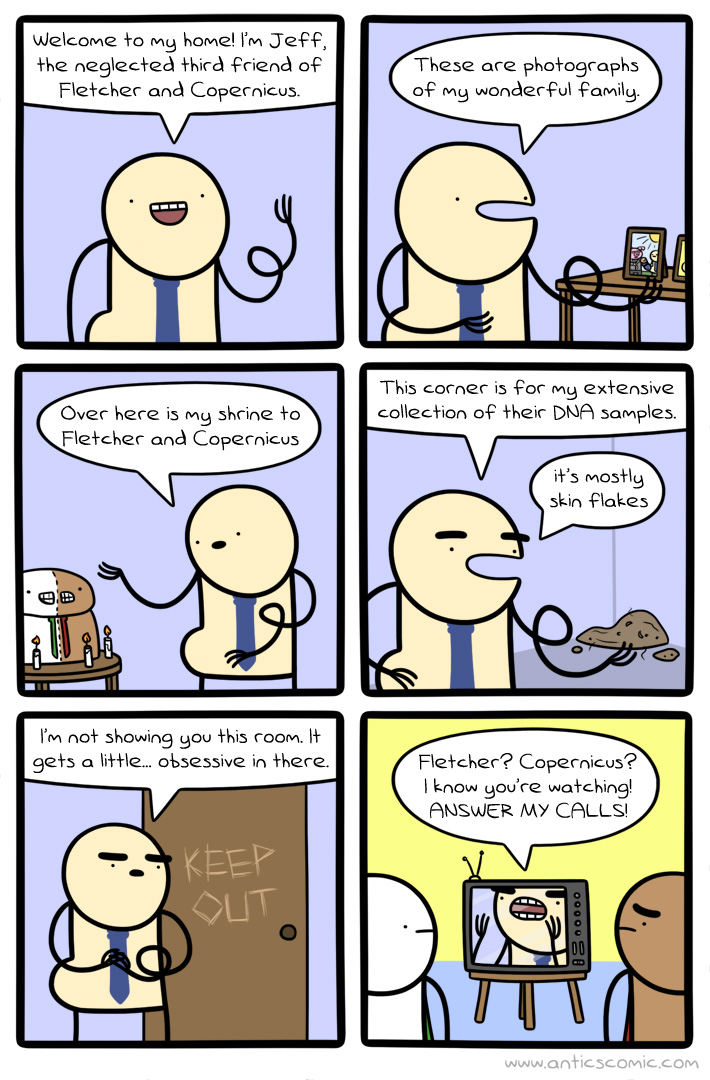 Welcome to my home! I'm Jeff,
the neglected third friend of
Fletcher and Copernicus.
These are photographs
of my wonderful family.
Over here is my shrine to
Fletcher and Copernicus
This corner is for my extensive
collection of their DNA samples.
it's mostly
skin flakes
I'm not showing you this room. It
gets a little... obsessive in there.
KEEP
OUT
Fletcher? Copernicus?
I know you're watching!
ANSWER MY CALLS!
www.anticscomic.com